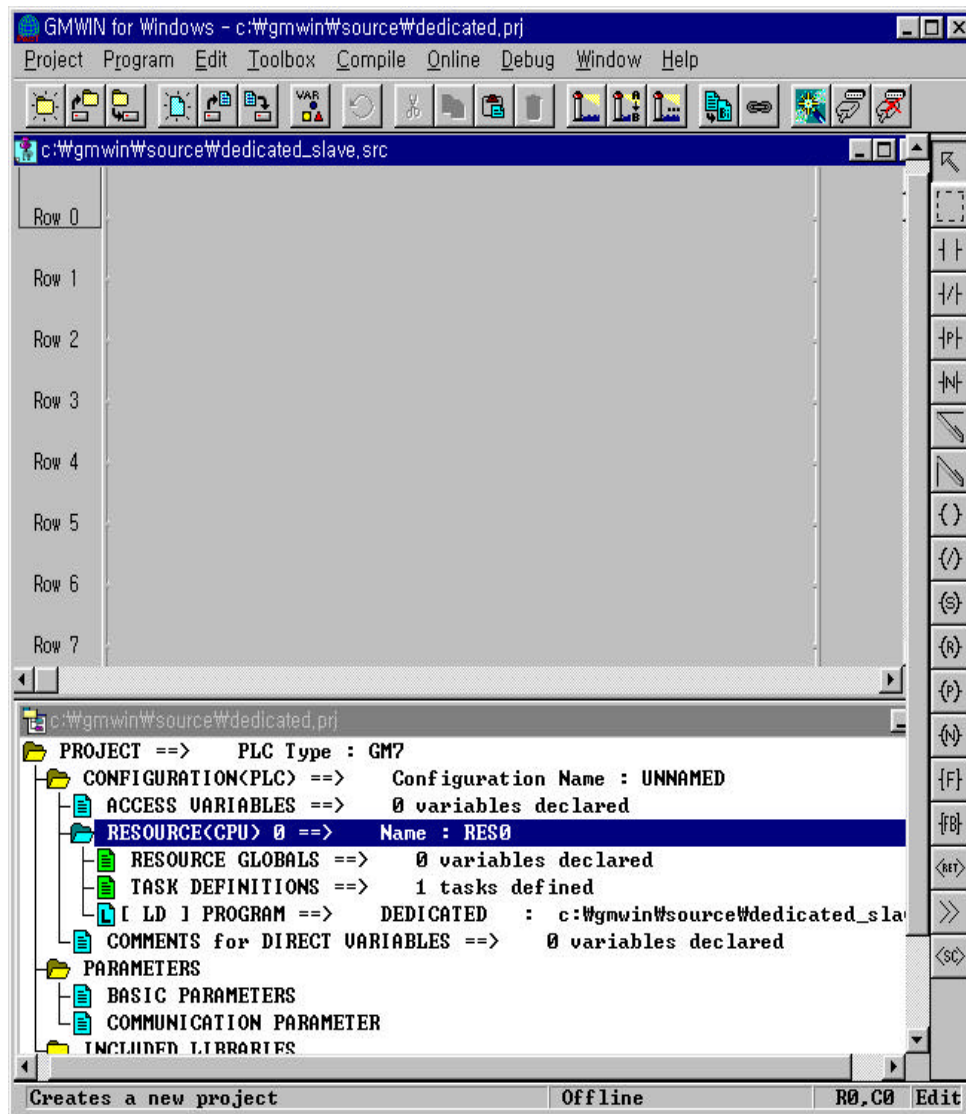 GMWIN for Windows - c:₩gmwin₩source₩dedicated.prj
Project Program Edit Toolbox Compile Online Debug Window Help
VAR
c:₩gmwin₩source₩dedicated_slave.src
Row 0
Row 1
Row 2
Row 3
Row 4
Row 5
Row 6
Row 7
P
N
(/)
(S)
(R)
(P)
(N)
{F}
{FB}
<RET>
>>
<SC>
c:₩gmwin₩source₩dedicated.prj
PROJECT ==> PLC Type : GM7
CONFIGURATION(PLC) ==> Configuration Name : UNNAMED
ACCESS VARIABLES ==> 0 variables declared
RESOURCE(CPU) 0 ==> Name : RES0
RESOURCE GLOBALS ==> 0 variables declared
TASK DEFINITIONS ==> 1 tasks defined
[ LD ] PROGRAM ==> DEDICATED : c:₩gmwin₩source₩dedicated_sla
COMMENTS for DIRECT VARIABLES ==> 0 variables declared
PARAMETERS
BASIC PARAMETERS
COMMUNICATION PARAMETER
INCLUDED LIBRARIES
Creates a new project Offline R0,C0 Edit